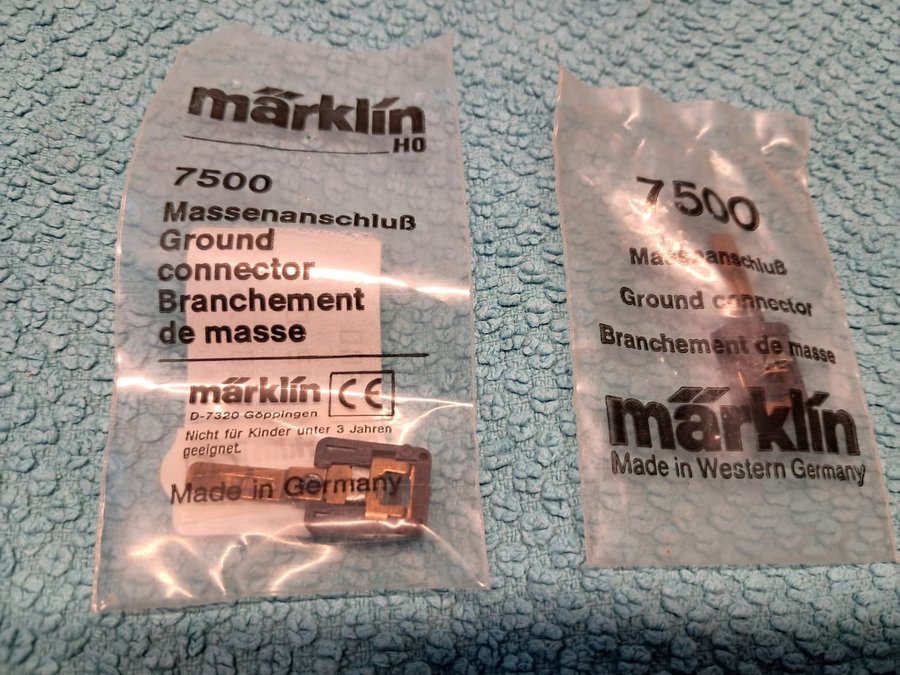 märklin
H0
7500
Massenanschluß
Ground
connector
Branchement
de masse
märklin CE
D-7320 Göppingen
Nicht für Kinder unter 3 Jahren
geeignet.
Made in Germany
7500
Massenanschluß
Ground connector
Branchement de masse
märklin
Made in Western Germany